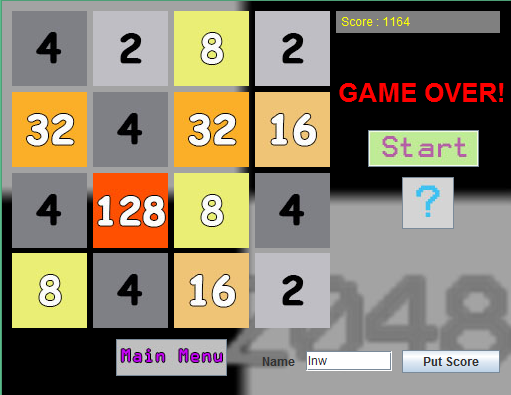 4 2 8 2
32 4 32 16
4 128 8 4
8 4 16 2
Score : 1164
GAME OVER!
Start
?
2048
Main Menu
Name
lnw
Put Score